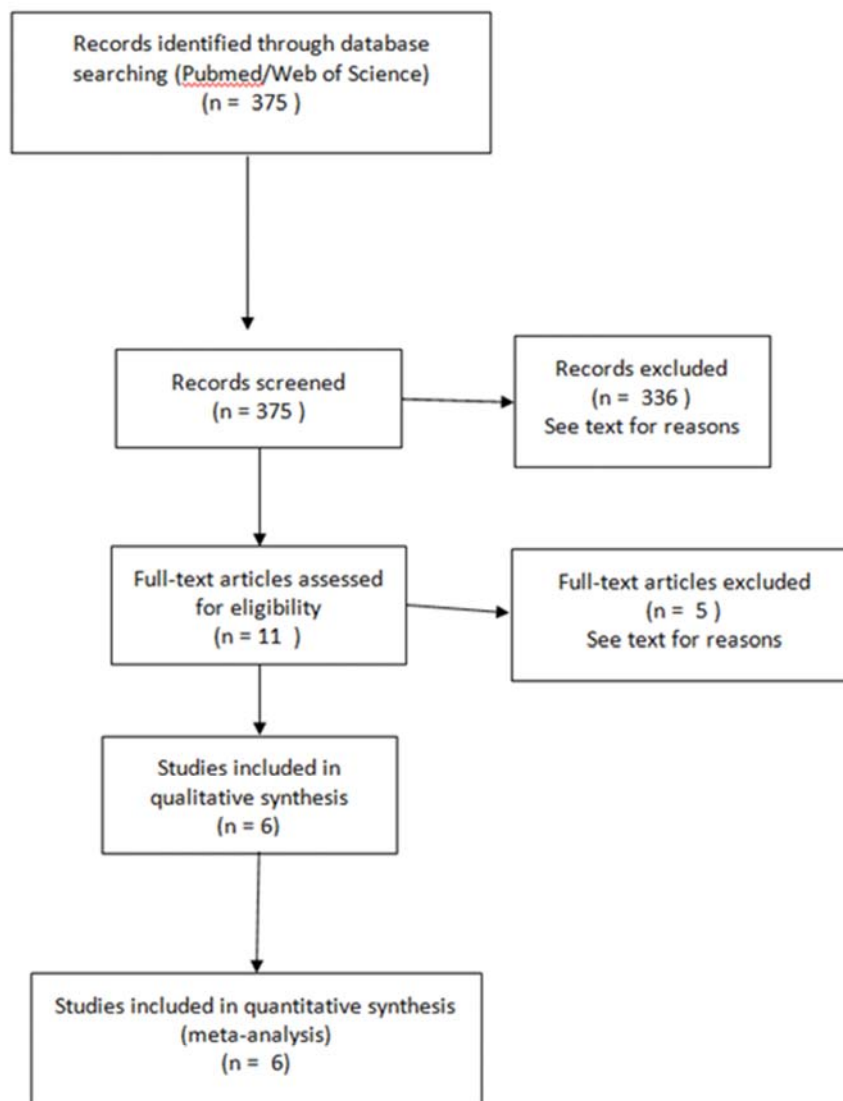 Records identified through database
searching (Pubmed/Web of Science)
(n =  375 )
Records screened
(n = 375 )
Records excluded
(n =  336 )
See text for reasons
Full-text articles assessed
for eligibility
(n = 11  )
Full-text articles excluded
(n =  5 )
See text for reasons
Studies included in
qualitative synthesis
(n = 6)
Studies included in quantitative synthesis
(meta-analysis)
(n =  6)